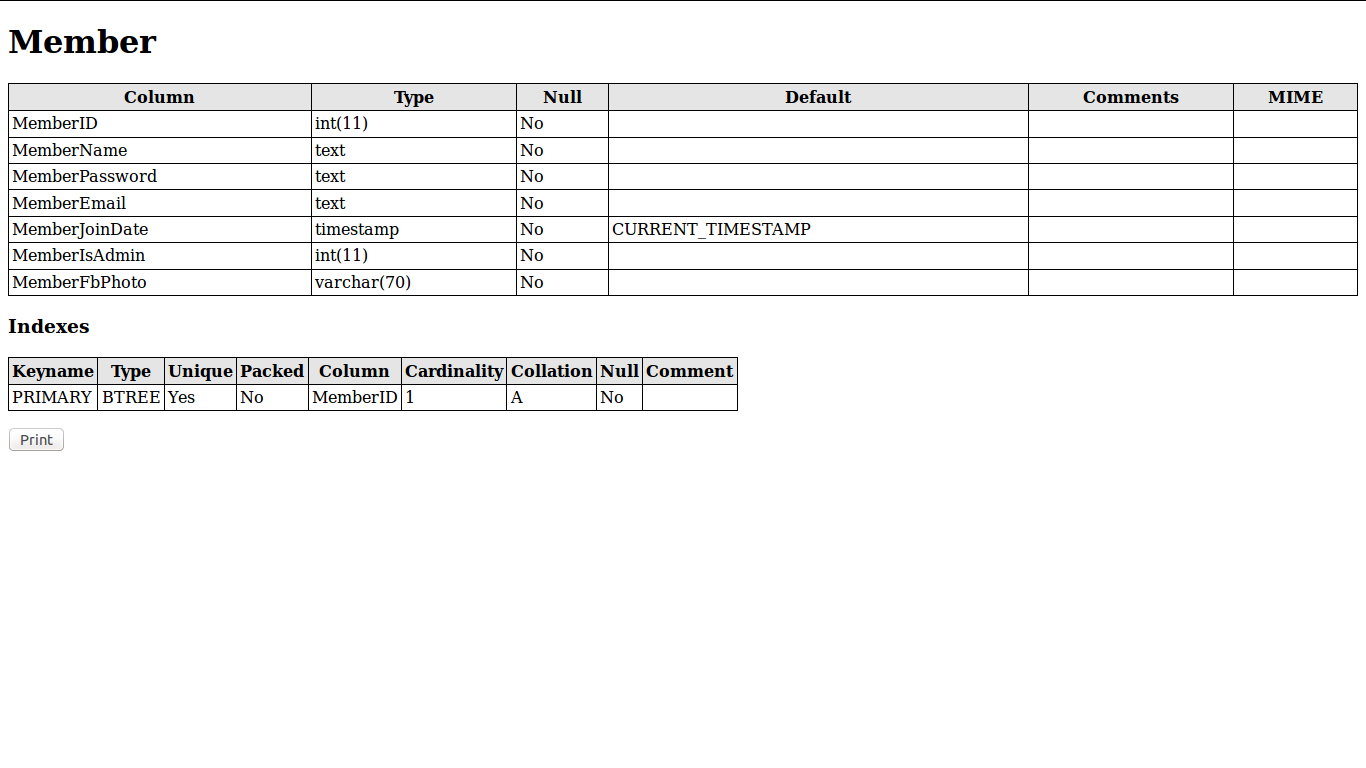 Member
Column Type Null Default Comments MIME
MemberID int(11) No
MemberName text No
MemberPassword text No
MemberEmail text No
MemberJoinDate timestamp No CURRENT_TIMESTAMP
MemberIsAdmin int(11) No
MemberFbPhoto varchar(70) No
Indexes
Keyname Type Unique Packed Column Cardinality Collation Null Comment
PRIMARY BTREE Yes No MemberID 1 A No
Print